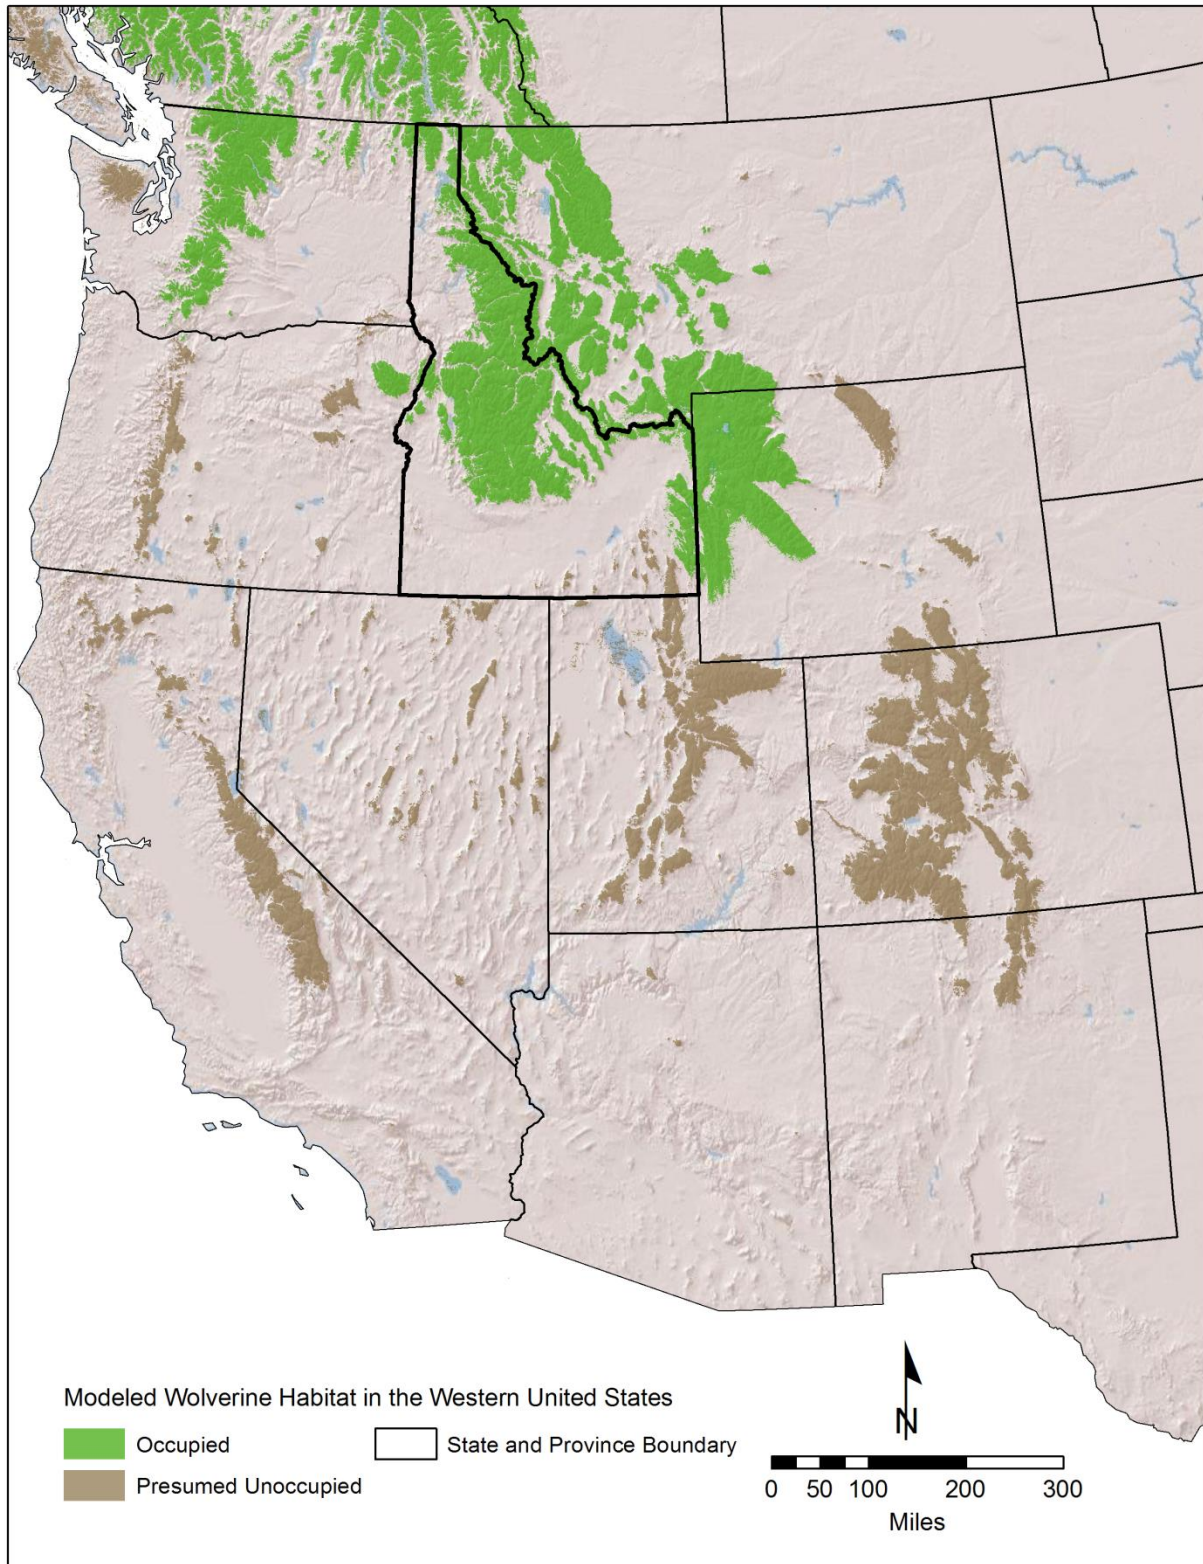 N
Modeled Wolverine Habitat in the Western United States
Occupied
State and Province Boundary
Presumed Unoccupied
0 50 100 200 300
Miles